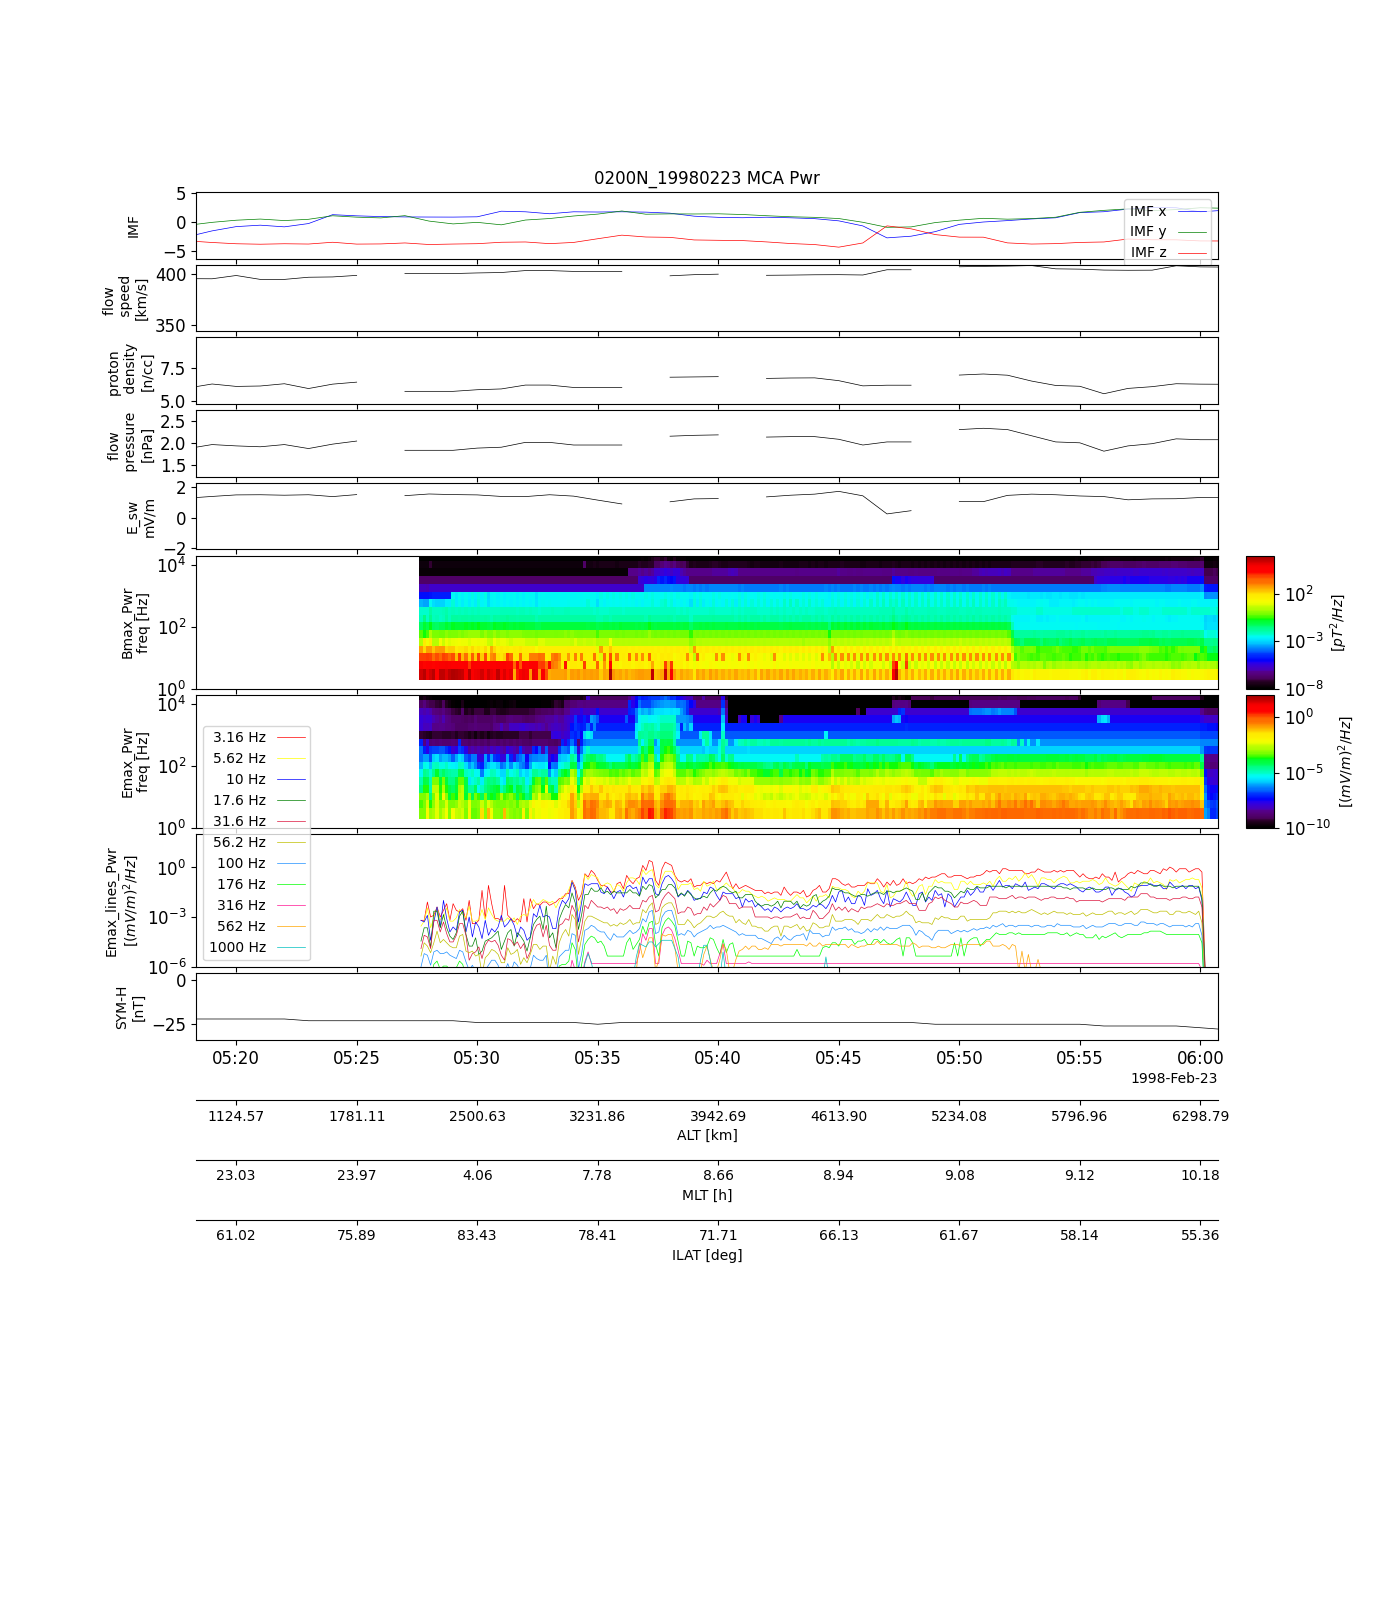 0200N_19980223 MCA Pwr
5
0
−5
IMF
IMF x
IMF y
IMF z
400
350
flow
speed
[km/s]
7.5
5.0
proton
density
[n/cc]
2.5
2.0
1.5
flow
pressure
[nPa]
2
0
−2
E_sw
mV/m
10^4
10^2
10^0
Bmax_Pwr
freq [Hz]
10^2
10^−3
10^−8
[pT^2/Hz]
10^4
10^2
10^0
Emax_Pwr
freq [Hz]
10^0
10^−5
10^−10
[(mV/m)^2/Hz]
3.16 Hz
5.62 Hz
10 Hz
17.6 Hz
31.6 Hz
56.2 Hz
100 Hz
176 Hz
316 Hz
562 Hz
1000 Hz
10^0
10^−3
10^−6
Emax_lines_Pwr
[(mV/m)^2/Hz]
0
−25
SYM-H
[nT]
05:20 05:25 05:30 05:35 05:40 05:45 05:50 05:55 06:00
1998-Feb-23
1124.57 1781.11 2500.63 3231.86 3942.69 4613.90 5234.08 5796.96 6298.79
ALT [km]
23.03 23.97 4.06 7.78 8.66 8.94 9.08 9.12 10.18
MLT [h]
61.02 75.89 83.43 78.41 71.71 66.13 61.67 58.14 55.36
ILAT [deg]